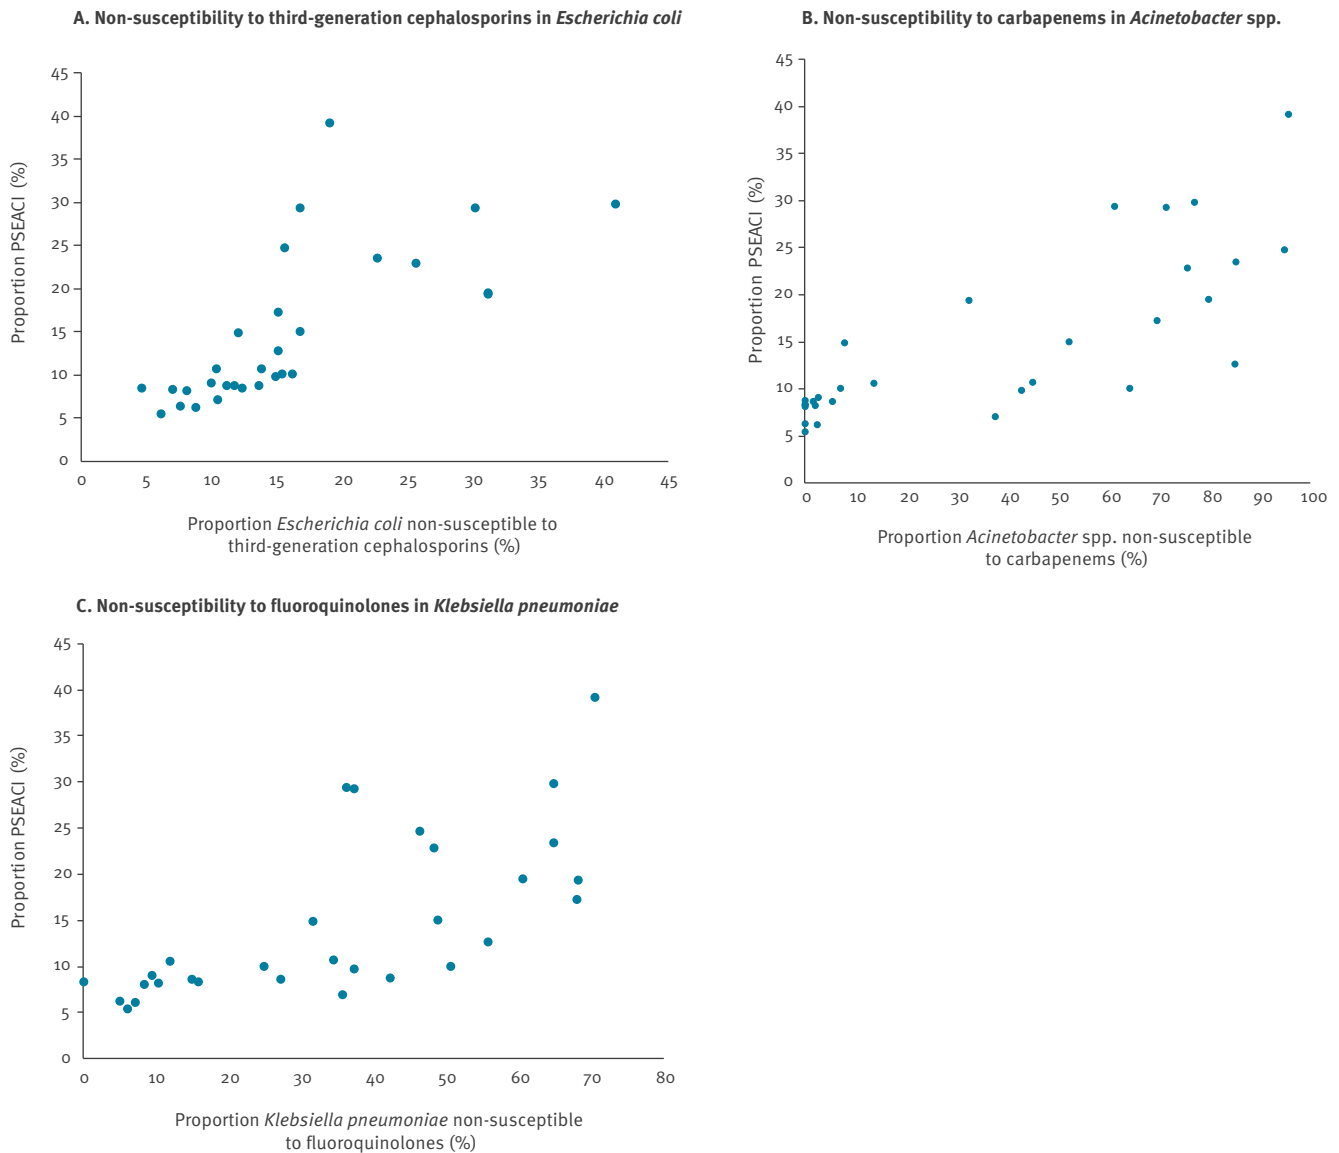 A. Non-susceptibility to third-generation cephalosporins in Escherichia coli
45
40
35
30
25
20
15
10
5
0
Proportion PSEACI (%)
0 5 10 15 20 25 30 35 40 45
Proportion Escherichia coli non-susceptible to
third-generation cephalosporins (%)
B. Non-susceptibility to carbapenems in Acinetobacter spp.
45
40
35
30
25
20
15
10
5
0
Proportion PSEACI (%)
0 10 20 30 40 50 60 70 80 90 100
Proportion Acinetobacter spp. non-susceptible
to carbapenems (%)
C. Non-susceptibility to fluoroquinolones in Klebsiella pneumoniae
45
40
35
30
25
20
15
10
5
0
Proportion PSEACI (%)
0 10 20 30 40 50 60 70 80
Proportion Klebsiella pneumoniae non-susceptible
to fluoroquinolones (%)